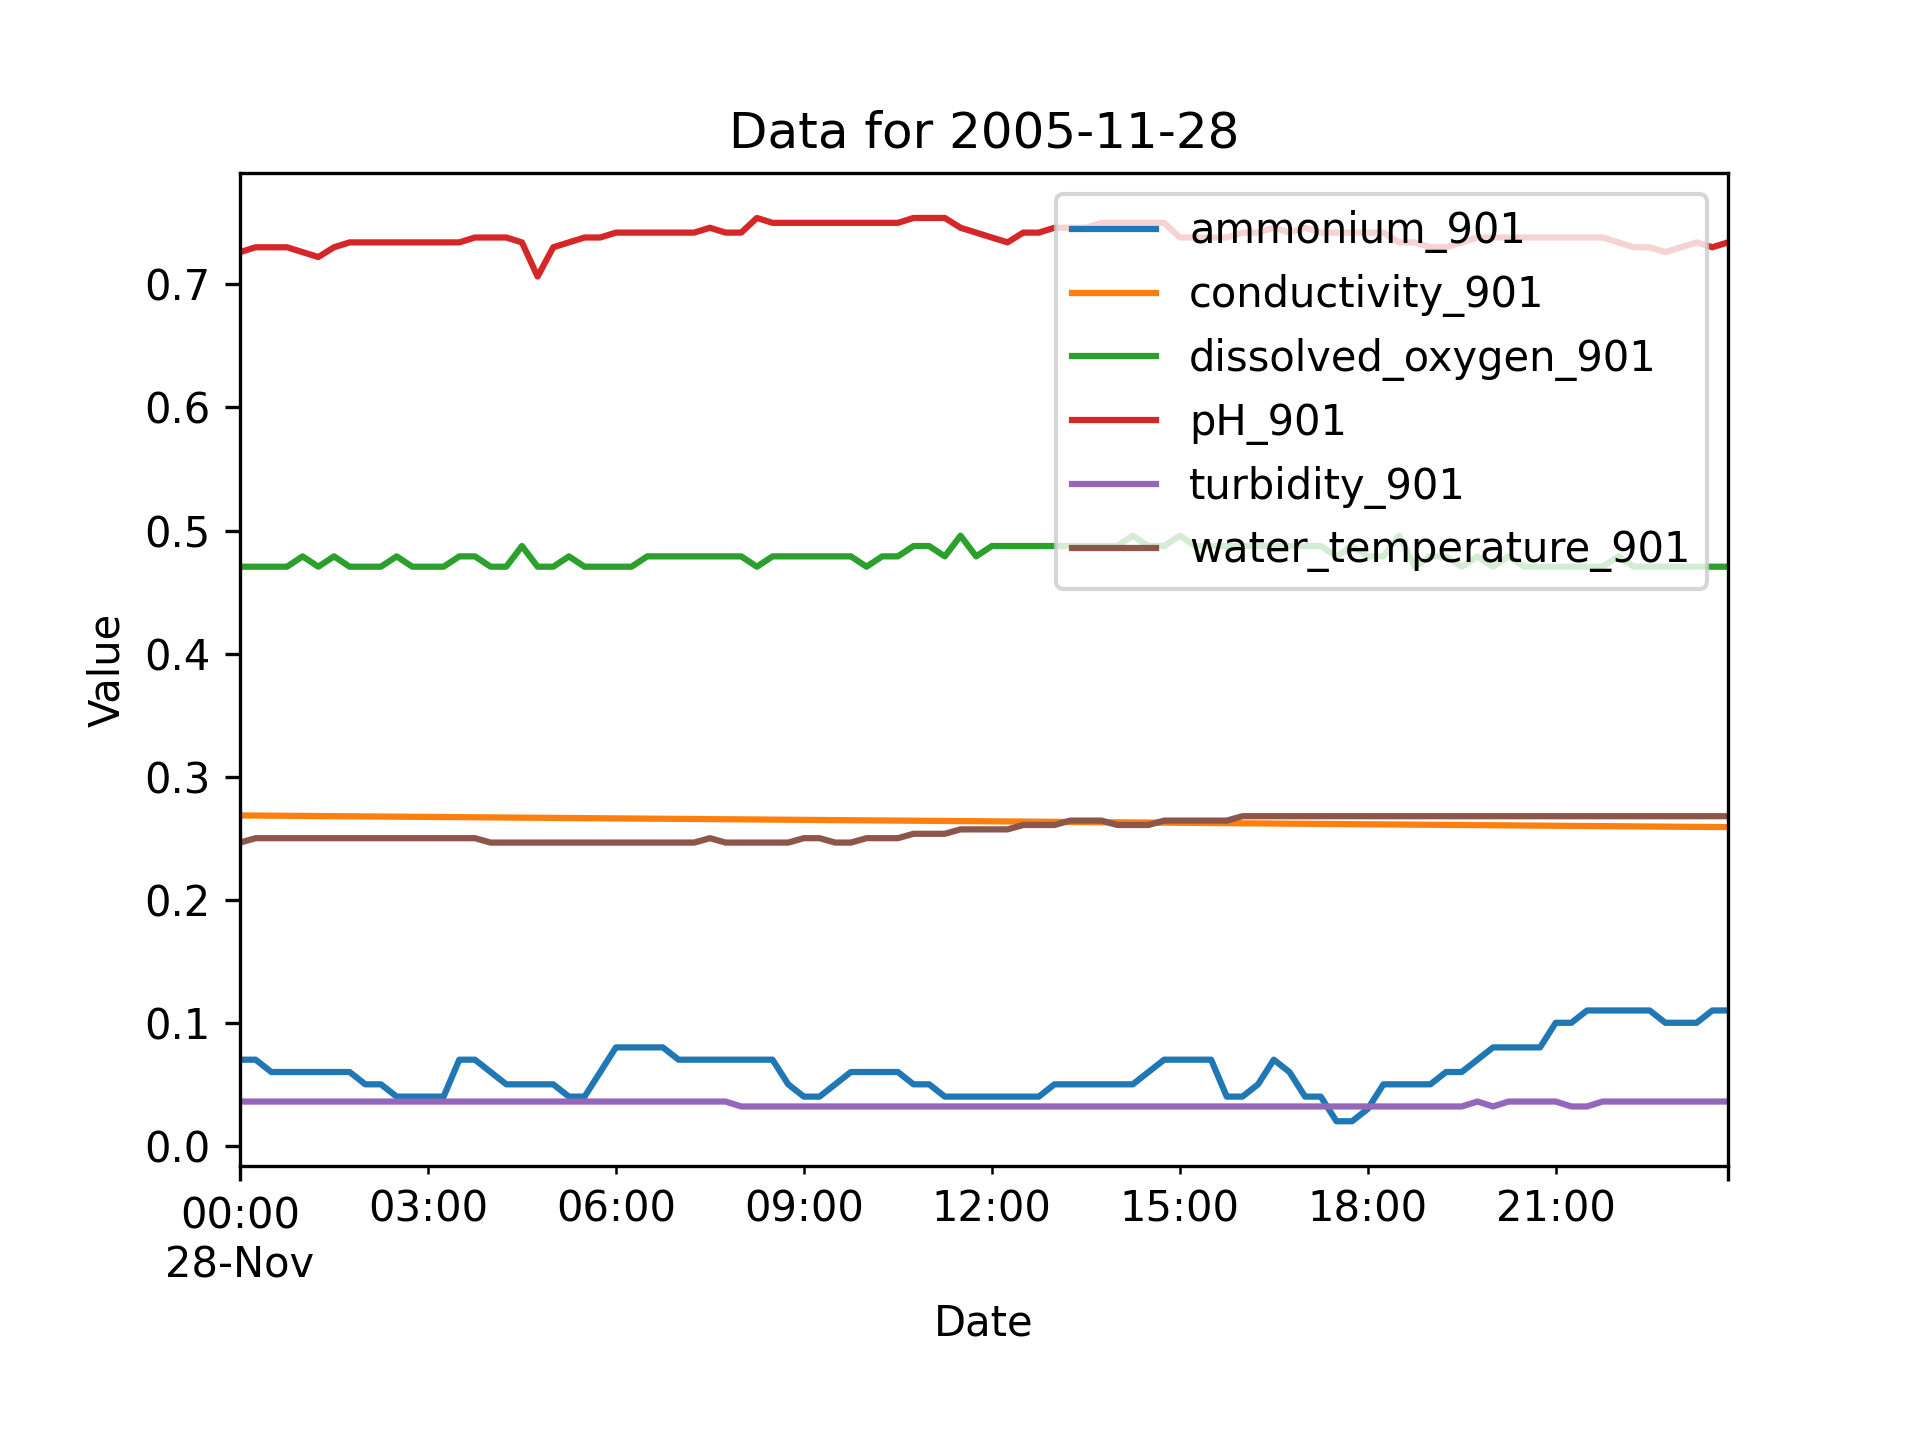 Data for 2005-11-28
ammonium_901
conductivity_901
dissolved_oxygen_901
pH_901
turbidity_901
water_temperature_901
Value
0.7
0.6
0.5
0.4
0.3
0.2
0.1
0.0
00:00 03:00 06:00 09:00 12:00 15:00 18:00 21:00
28-Nov
Date